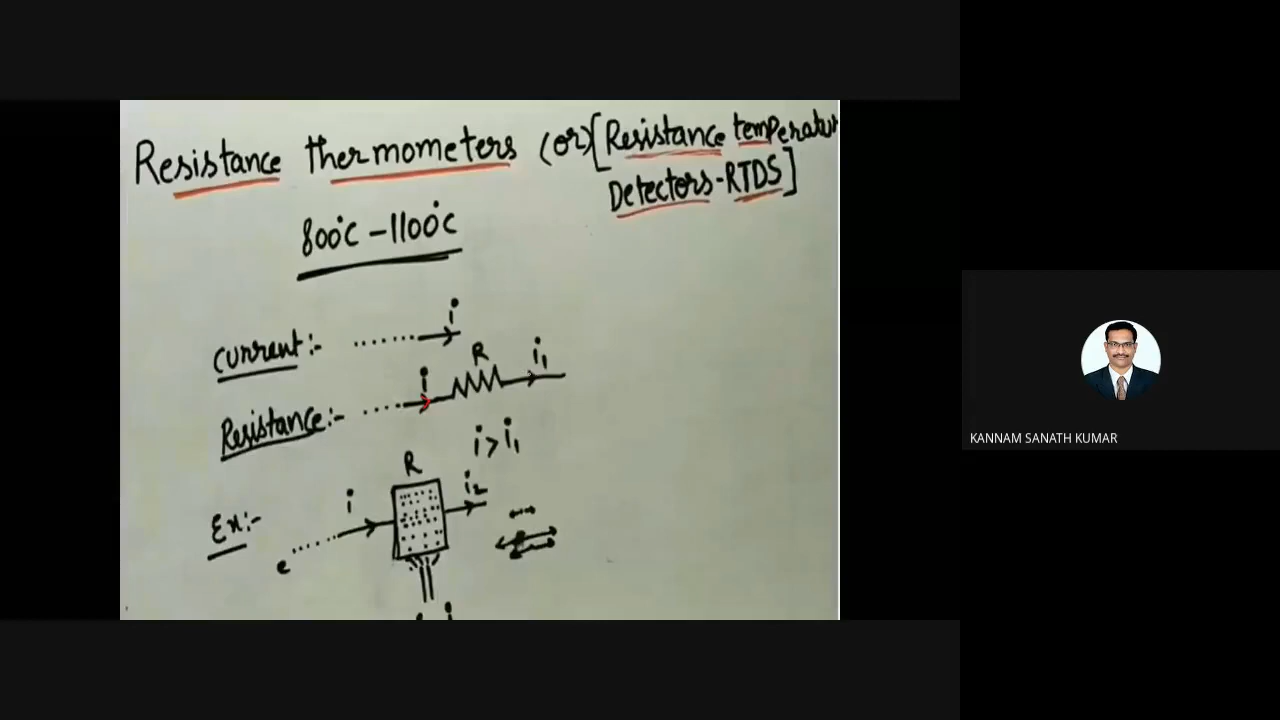 Resistance thermometers (or) [Resistance temperatur
Detectors-RTDS]
800°C - 1100°C
Current:- i
Resistance:- i R i1
i > i1
Ex:- i R i2
e
KANNAM SANATH KUMAR